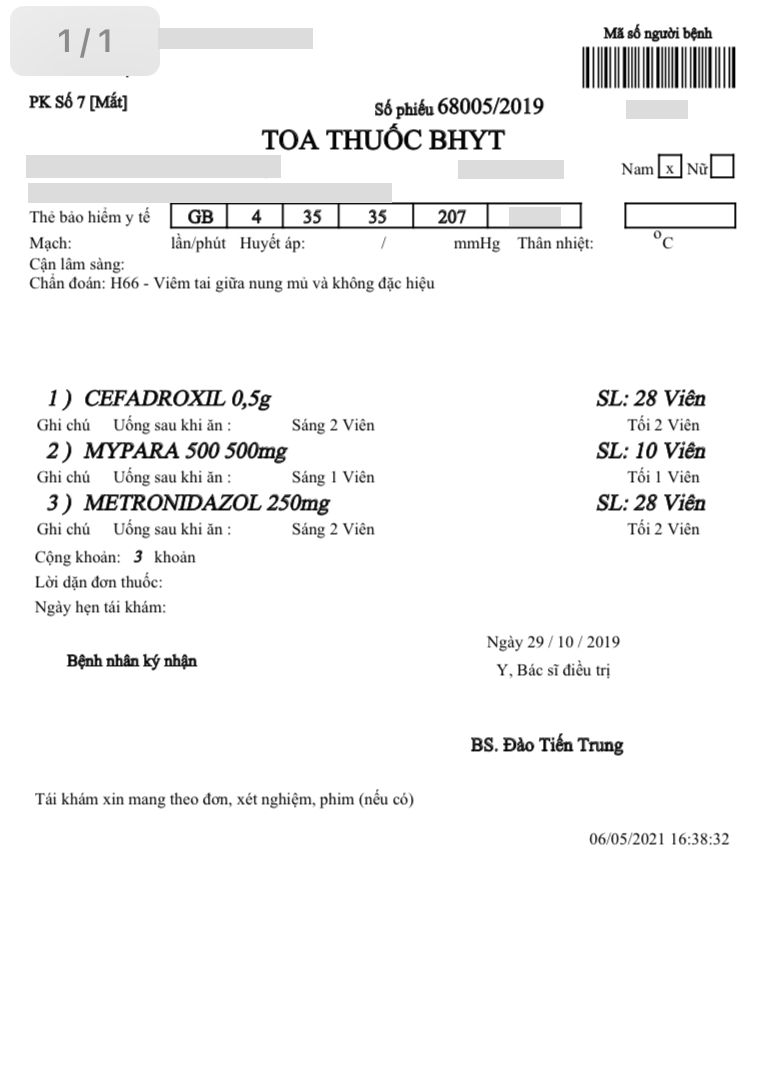 1/1
Mã số người bệnh
PK Số 7 [Mắt]
Số phiếu 68005/2019
TOA THUỐC BHYT
Nam x Nữ
Thẻ bảo hiểm y tế GB 4 35 35 207
Mạch: lần/phút Huyết áp: / mmHg Thân nhiệt: °C
Cận lâm sàng:
Chẩn đoán: H66 - Viêm tai giữa nung mủ và không đặc hiệu
1 ) CEFADROXIL 0,5g SL: 28 Viên
Ghi chú Uống sau khi ăn : Sáng 2 Viên Tối 2 Viên
2 ) MYPARA 500 500mg SL: 10 Viên
Ghi chú Uống sau khi ăn : Sáng 1 Viên Tối 1 Viên
3 ) METRONIDAZOL 250mg SL: 28 Viên
Ghi chú Uống sau khi ăn : Sáng 2 Viên Tối 2 Viên
Cộng khoản: 3 khoản
Lời dặn đơn thuốc:
Ngày hẹn tái khám:
Ngày 29 / 10 / 2019
Bệnh nhân ký nhận
Y, Bác sĩ điều trị
BS. Đào Tiến Trung
Tái khám xin mang theo đơn, xét nghiệm, phim (nếu có)
06/05/2021 16:38:32